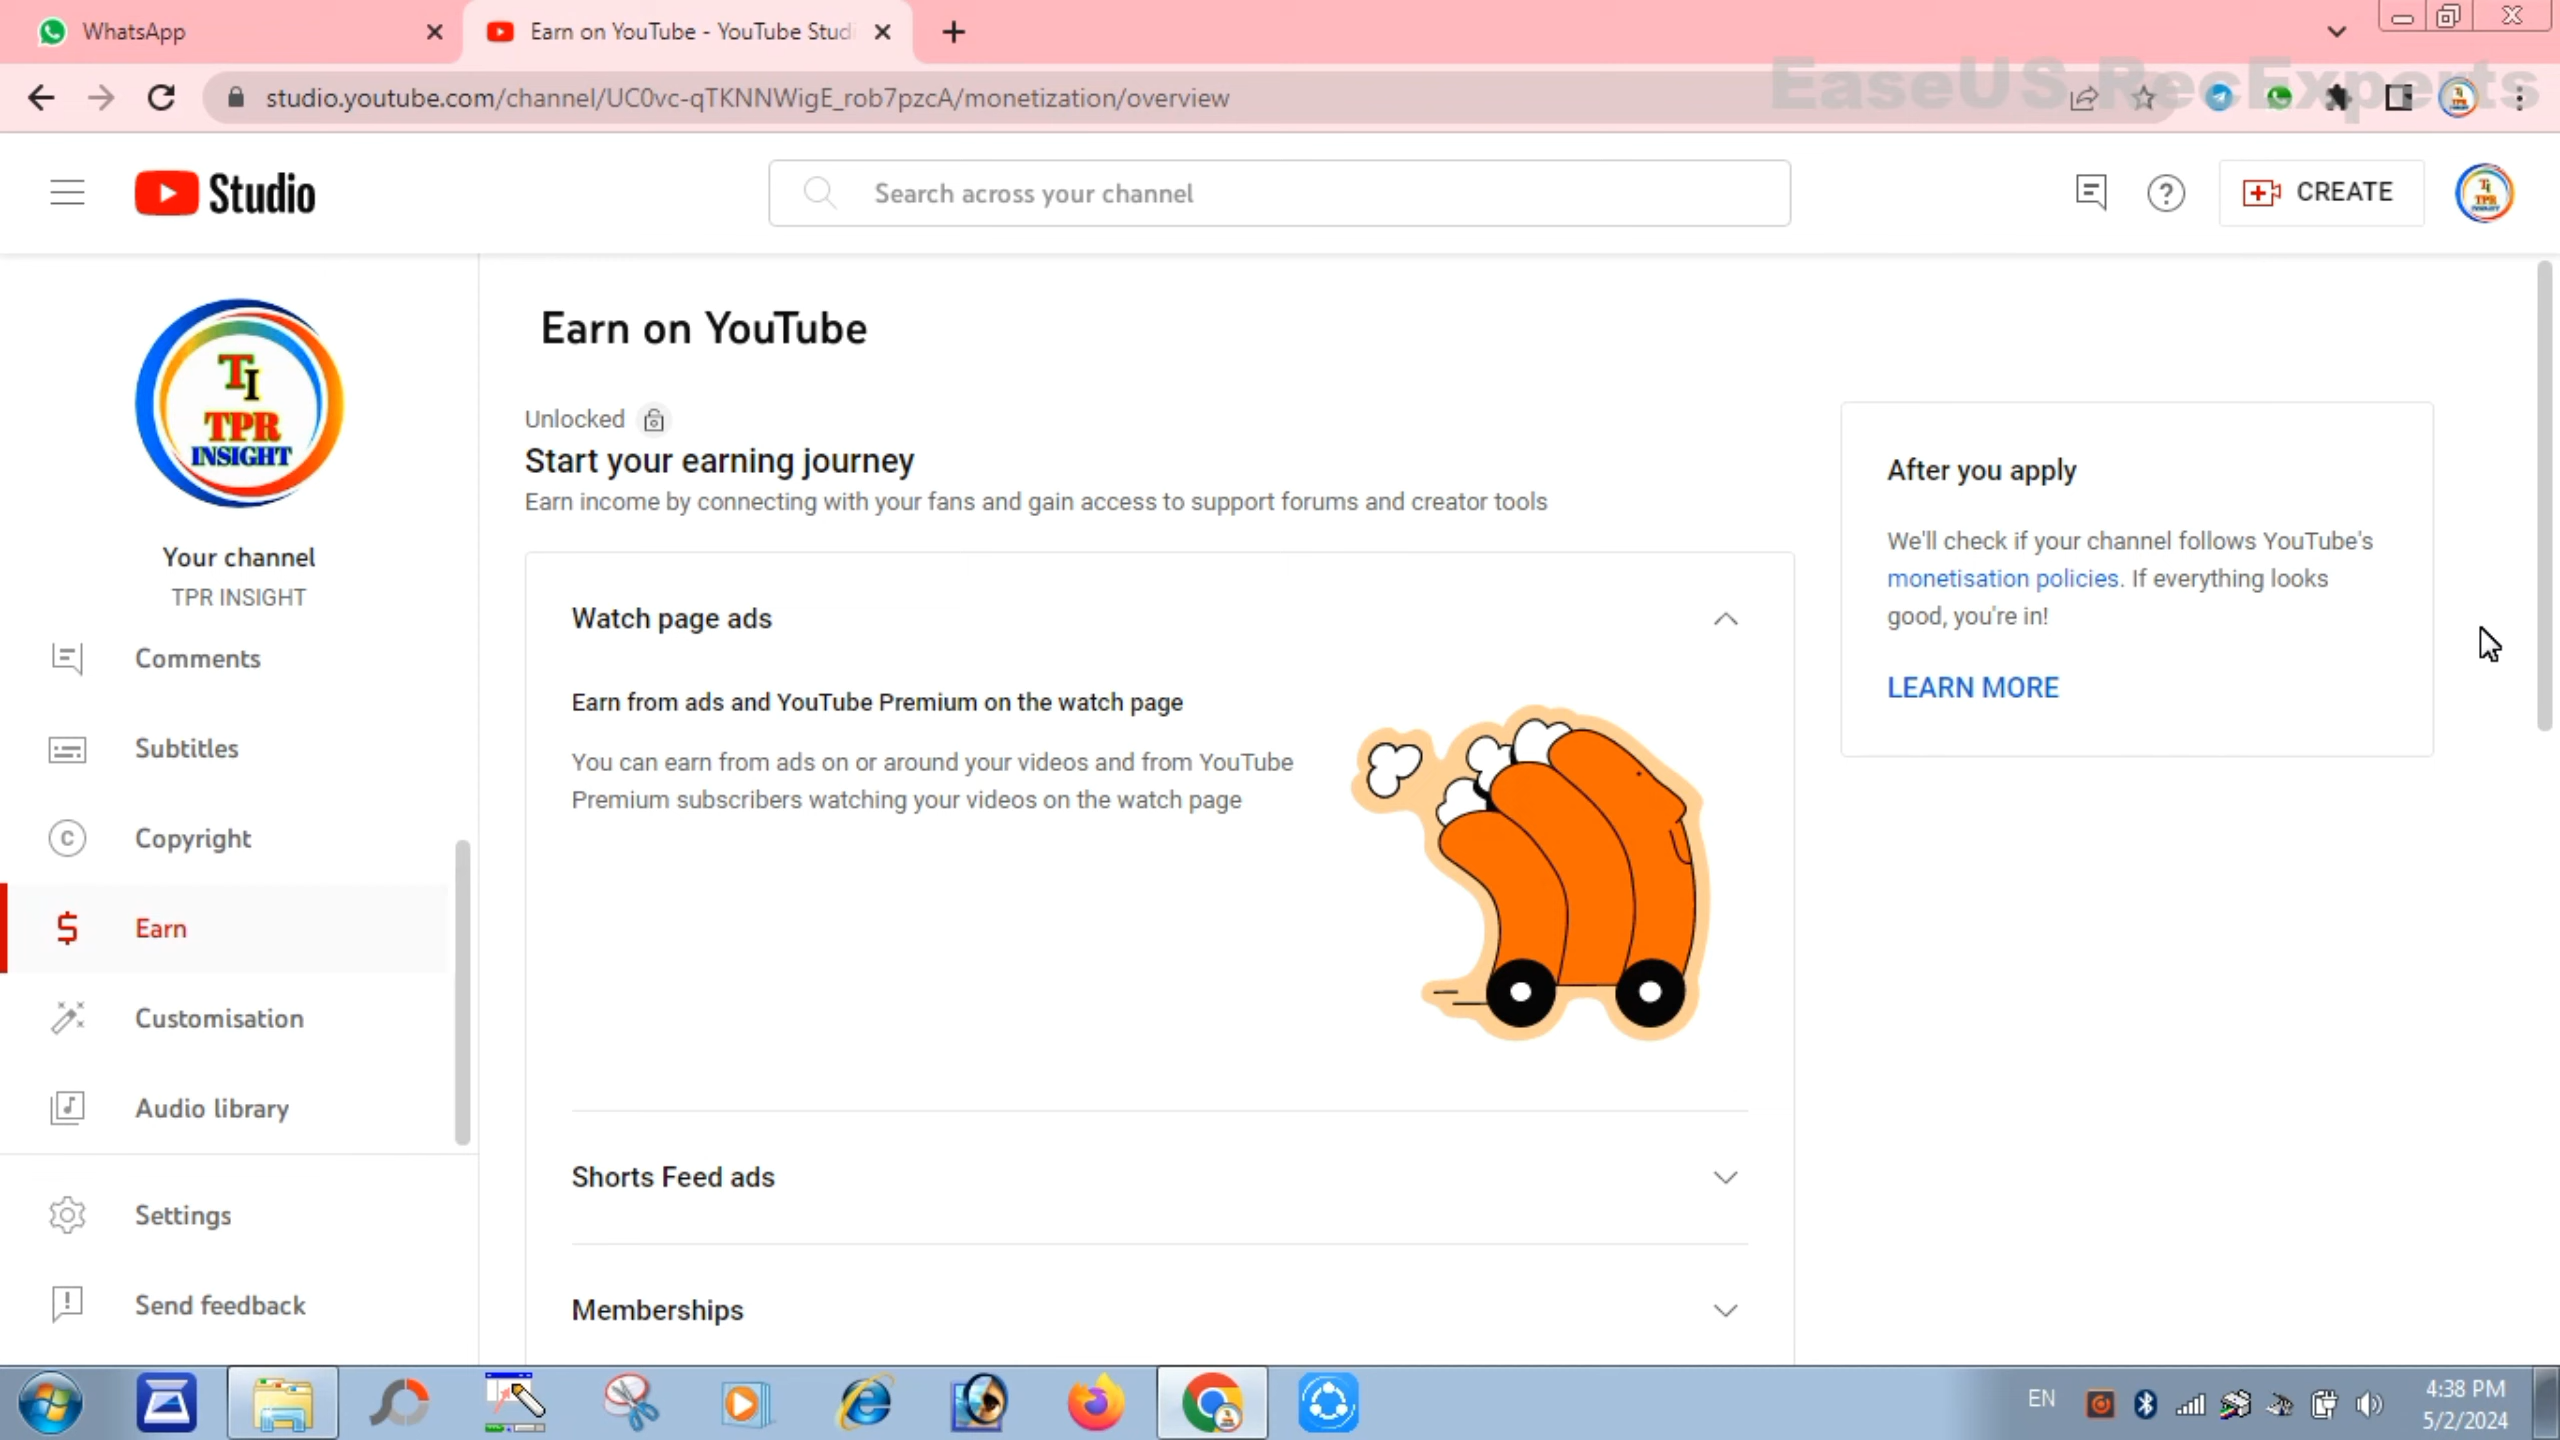 WhatsApp
Earn on YouTube - YouTube Stud
studio.youtube.com/channel/UC0vc-qTKNNWigE_rob7pzcA/monetization/overview
EaseUS RecExperts
Studio
Search across your channel
CREATE
TI
TPR
INSIGHT
Your channel
TPR INSIGHT
Comments
Subtitles
Copyright
Earn
Customisation
Audio library
Settings
Send feedback
Earn on YouTube
Unlocked
Start your earning journey
Earn income by connecting with your fans and gain access to support forums and creator tools
Watch page ads
Earn from ads and YouTube Premium on the watch page
You can earn from ads on or around your videos and from YouTube
Premium subscribers watching your videos on the watch page
Shorts Feed ads
Memberships
After you apply
We'll check if your channel follows YouTube's
monetisation policies. If everything looks
good, you're in!
LEARN MORE
EN
4:38 PM
5/2/2024